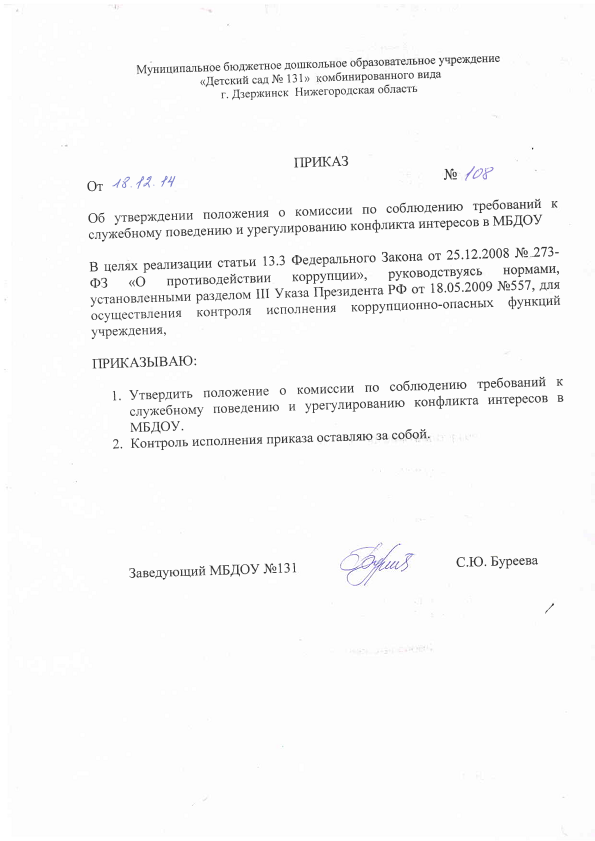 Муниципальное бюджетное дошкольное образовательное учреждение
«Детский сад № 131» комбинированного вида
г. Дзержинск Нижегородская область
ПРИКАЗ
От 18.12.14 № 108
Об утверждении положения о комиссии по соблюдению требований к
служебному поведению и урегулированию конфликта интересов в МБДОУ
В целях реализации статьи 13.3 Федерального Закона от 25.12.2008 № 273-
ФЗ «О противодействии коррупции», руководствуясь нормами,
установленными разделом III Указа Президента РФ от 18.05.2009 №557, для
осуществления контроля исполнения коррупционно-опасных функций
учреждения,
ПРИКАЗЫВАЮ:
1. Утвердить положение о комиссии по соблюдению требований к
служебному поведению и урегулированию конфликта интересов в
МБДОУ.
2. Контроль исполнения приказа оставляю за собой.
Заведующий МБДОУ №131 С.Ю. Буреева